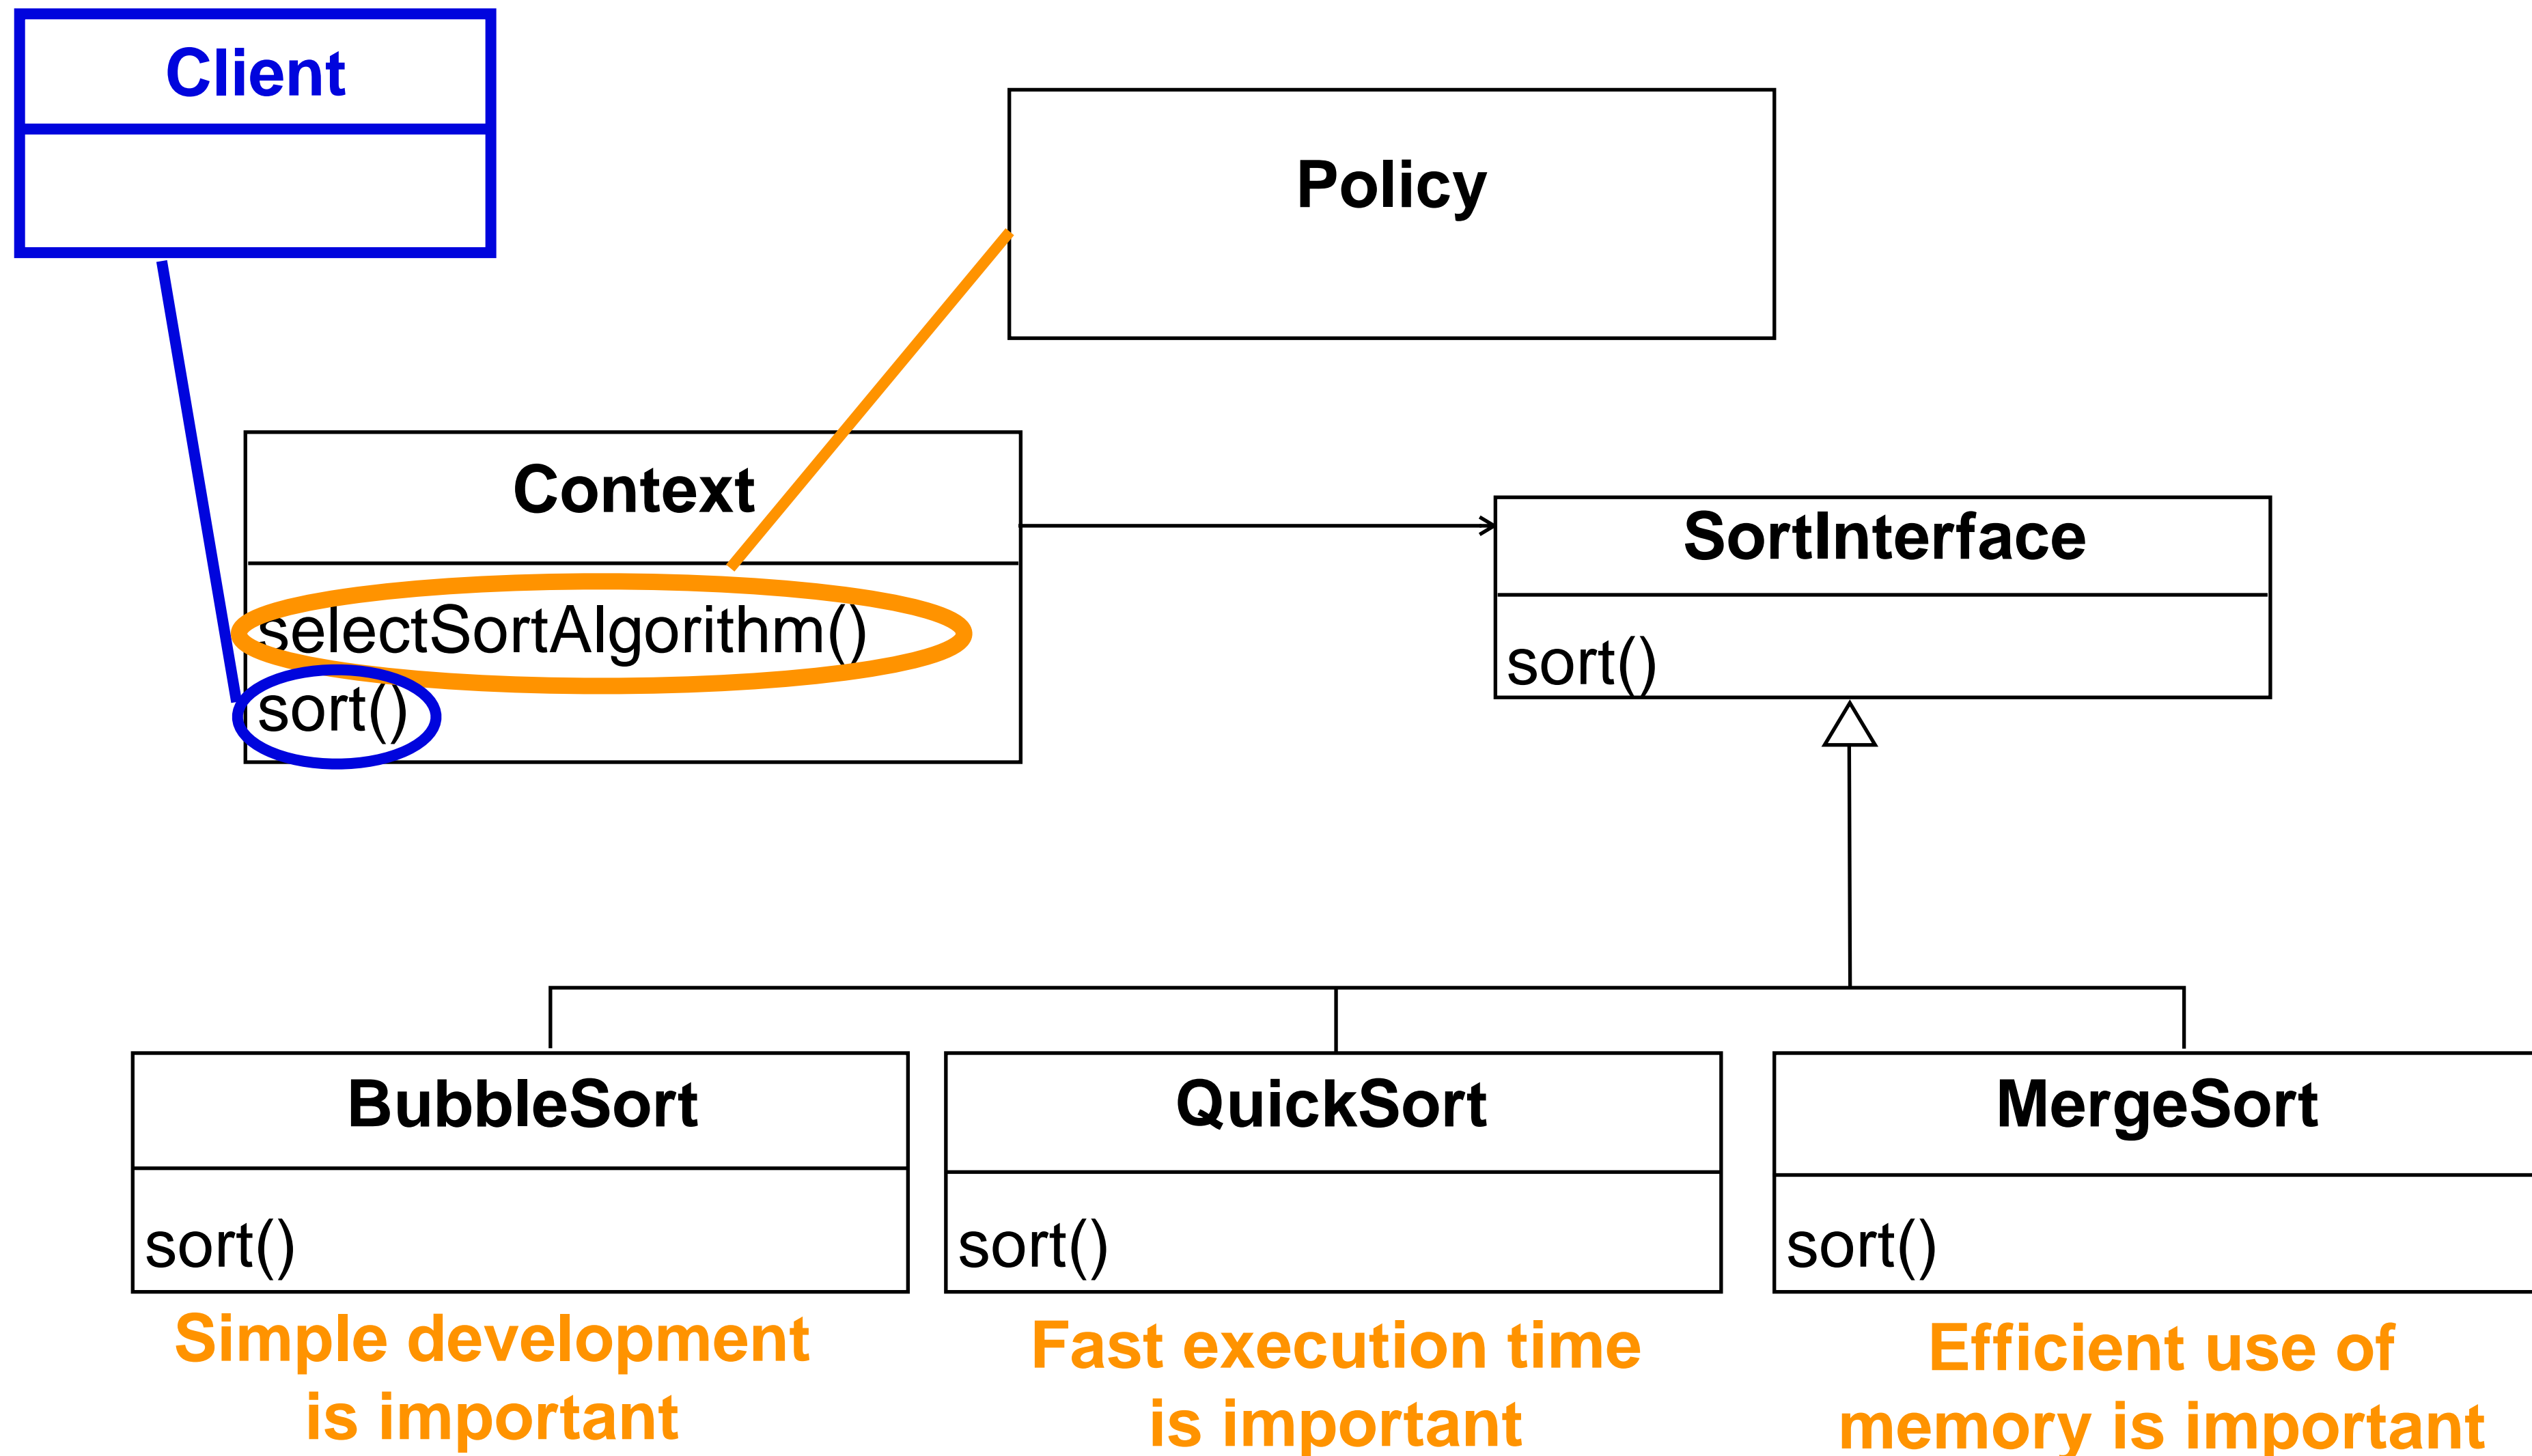 Client
Policy
Context
selectSortAlgorithm()
sort()
SortInterface
sort()
BubbleSort
sort()
QuickSort
sort()
MergeSort
sort()
Simple development
is important
Fast execution time
is important
Efficient use of
memory is important